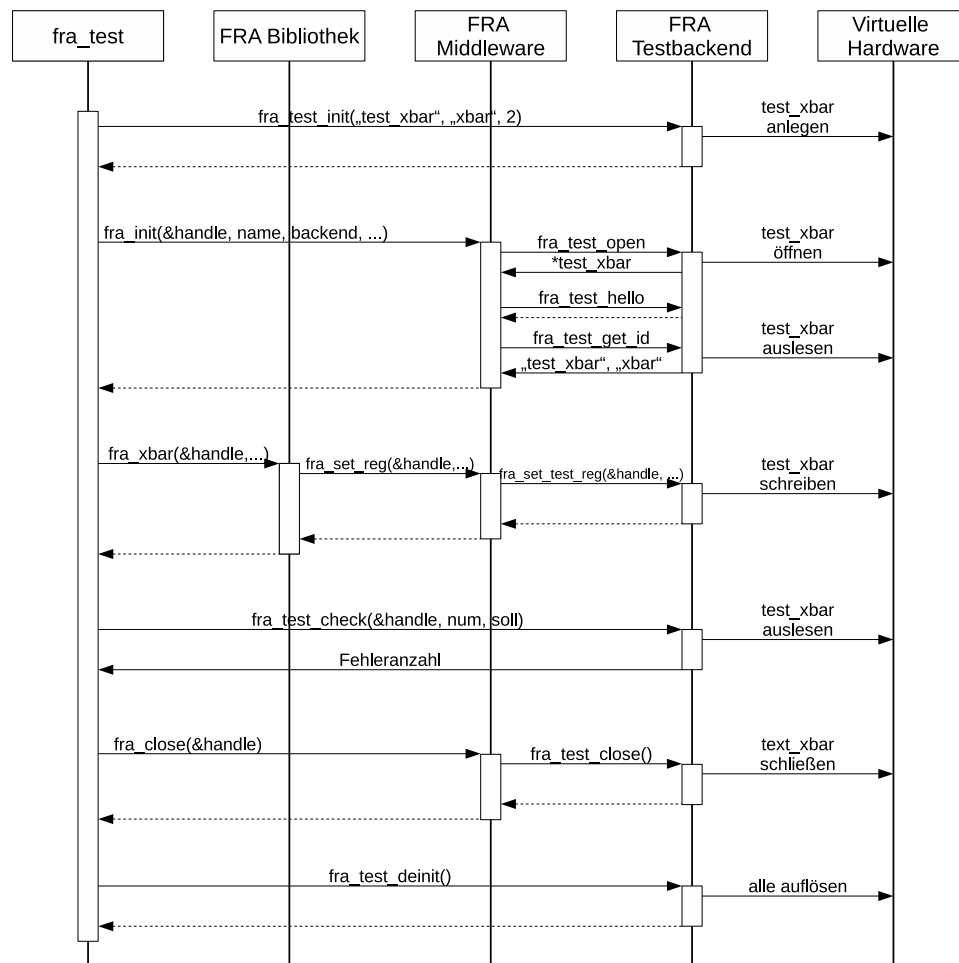 fra_test
FRA Bibliothek
FRA
Middleware
FRA
Testbackend
Virtuelle
Hardware
fra_test_init(„test_xbar“, „xbar“, 2)
test_xbar
anlegen
fra_init(&handle, name, backend, ...)
fra_test_open
test_xbar
öffnen
*test_xbar
fra_test_hello
fra_test_get_id
test_xbar
auslesen
„test_xbar“, „xbar“
fra_xbar(&handle,...)
fra_set_reg(&handle,...)
fra_set_test_reg(&handle, ...)
test_xbar
schreiben
fra_test_check(&handle, num, soll)
test_xbar
auslesen
Fehleranzahl
fra_close(&handle)
fra_test_close()
text_xbar
schließen
fra_test_deinit()
alle auflösen